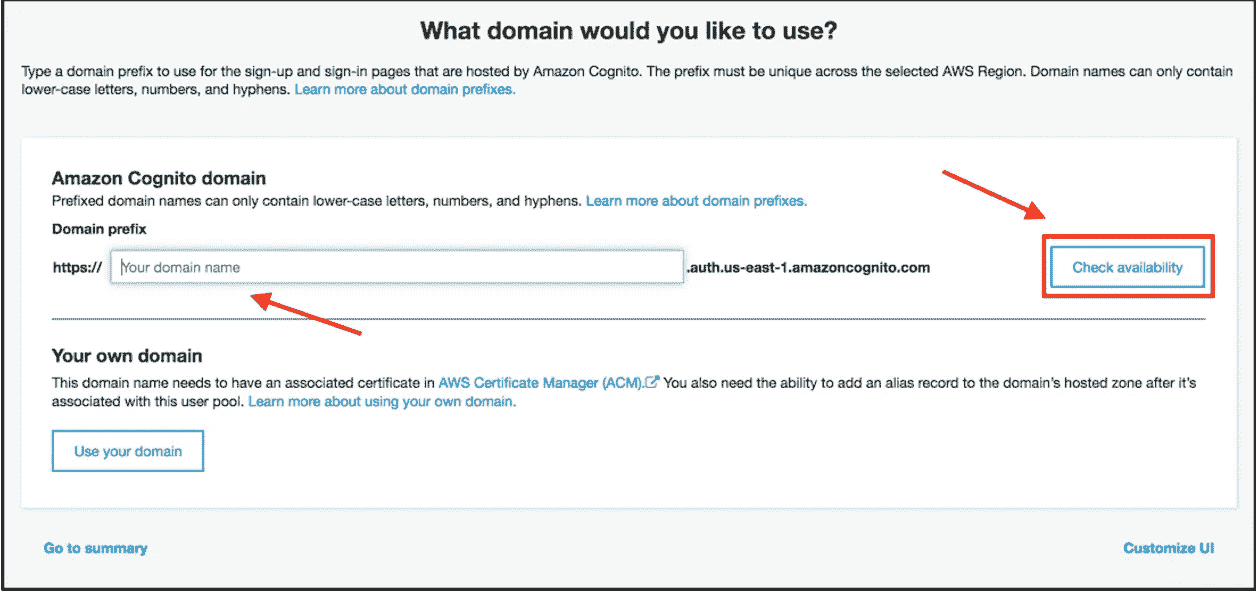 What domain would you like to use?
Type a domain prefix to use for the sign-up and sign-in pages that are hosted by Amazon Cognito. The prefix must be unique across the selected AWS Region. Domain names can only contain
lower-case letters, numbers, and hyphens. Learn more about domain prefixes.
Amazon Cognito domain
Prefixed domain names can only contain lower-case letters, numbers, and hyphens. Learn more about domain prefixes.
Domain prefix
https:// Your domain name .auth.us-east-1.amazoncognito.com Check availability
Your own domain
This domain name needs to have an associated certificate in AWS Certificate Manager (ACM). You also need the ability to add an alias record to the domain's hosted zone after it's
associated with this user pool. Learn more about using your own domain.
Use your domain
Go to summary Customize UI